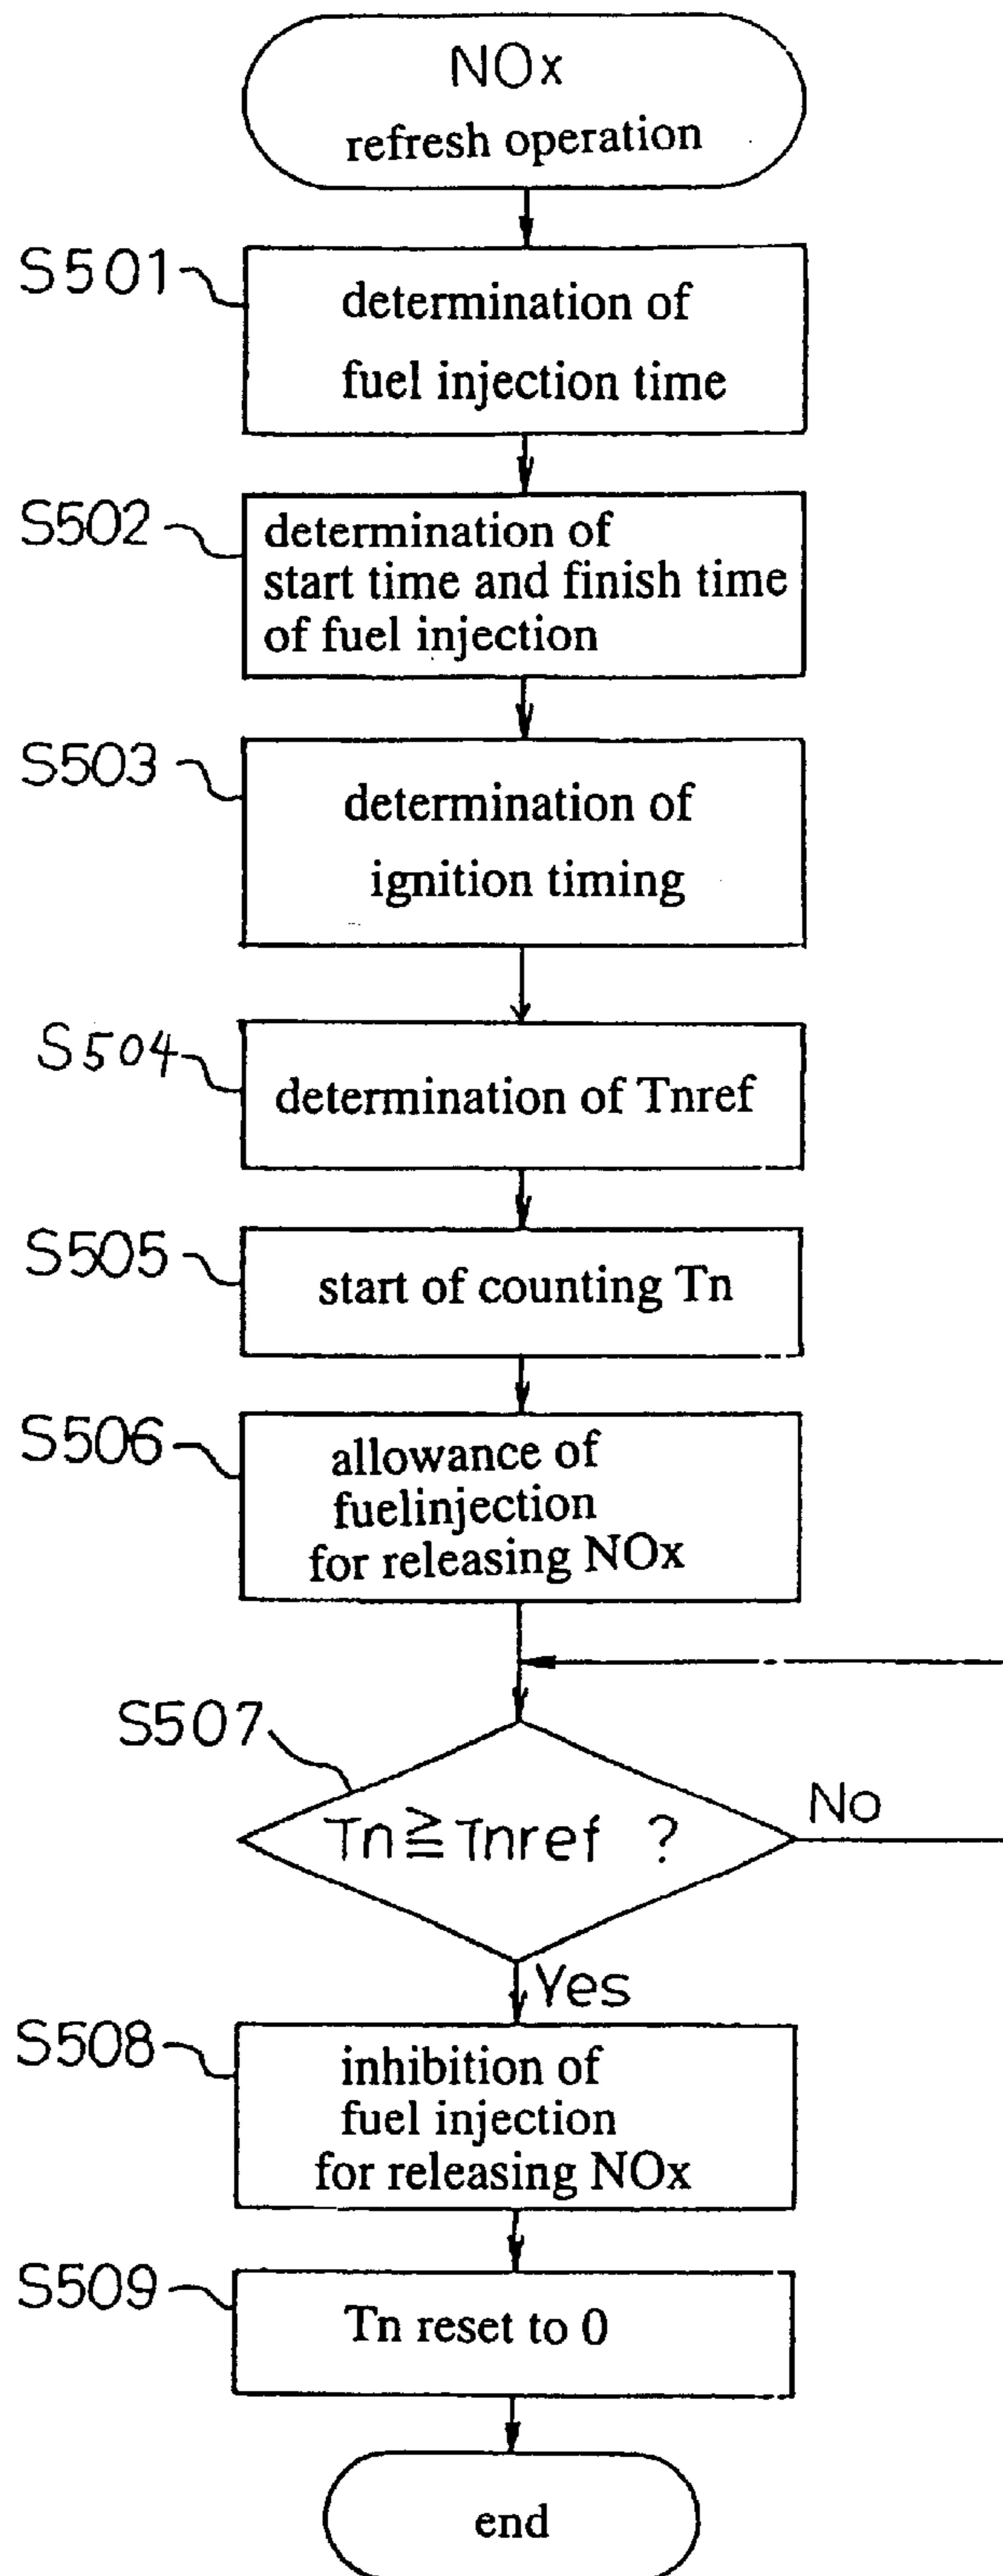 NOx
refresh operation
S501
determination of
fuel injection time
S502
determination of
start time and finish time
of fuel injection
S503
determination of
ignition timing
S504
determination of Tnref
S505
start of counting Tn
S506
allowance of
fuelinjection
for releasing NOx
S507
Tn≧Tnref ?
No
Yes
S508
inhibition of
fuel injection
for releasing NOx
S509
Tn reset to 0
end